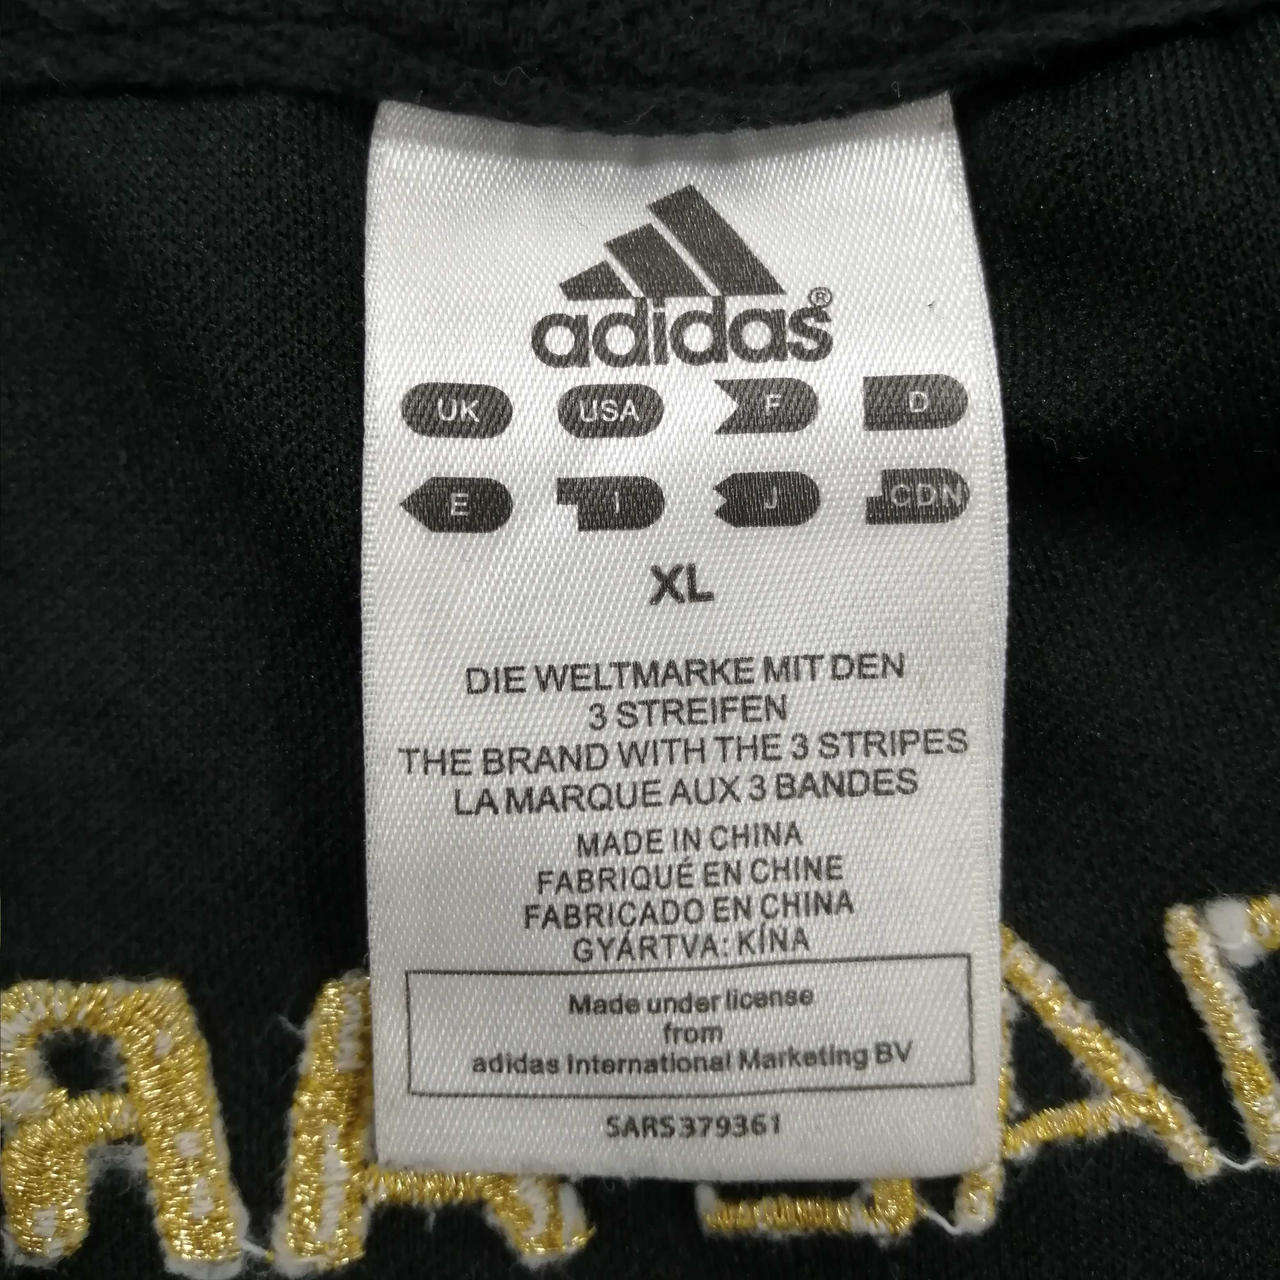 adidas®
UK USA F D
E I J CDN
XL
DIE WELTMARKE MIT DEN
3 STREIFEN
THE BRAND WITH THE 3 STRIPES
LA MARQUE AUX 3 BANDES
MADE IN CHINA
FABRIQUÉ EN CHINE
FABRICADO EN CHINA
GYÁRTVA: KÍNA
Made under license
from
adidas International Marketing BV
SARS379361